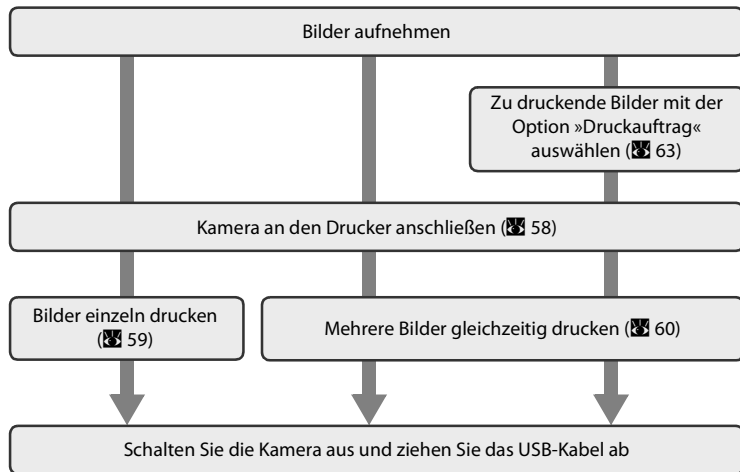 Bilder aufnehmen
Zu druckende Bilder mit der
Option »Druckauftrag«
auswählen ( 63)
Kamera an den Drucker anschließen ( 58)
Bilder einzeln drucken
( 59)
Mehrere Bilder gleichzeitig drucken ( 60)
Schalten Sie die Kamera aus und ziehen Sie das USB-Kabel ab